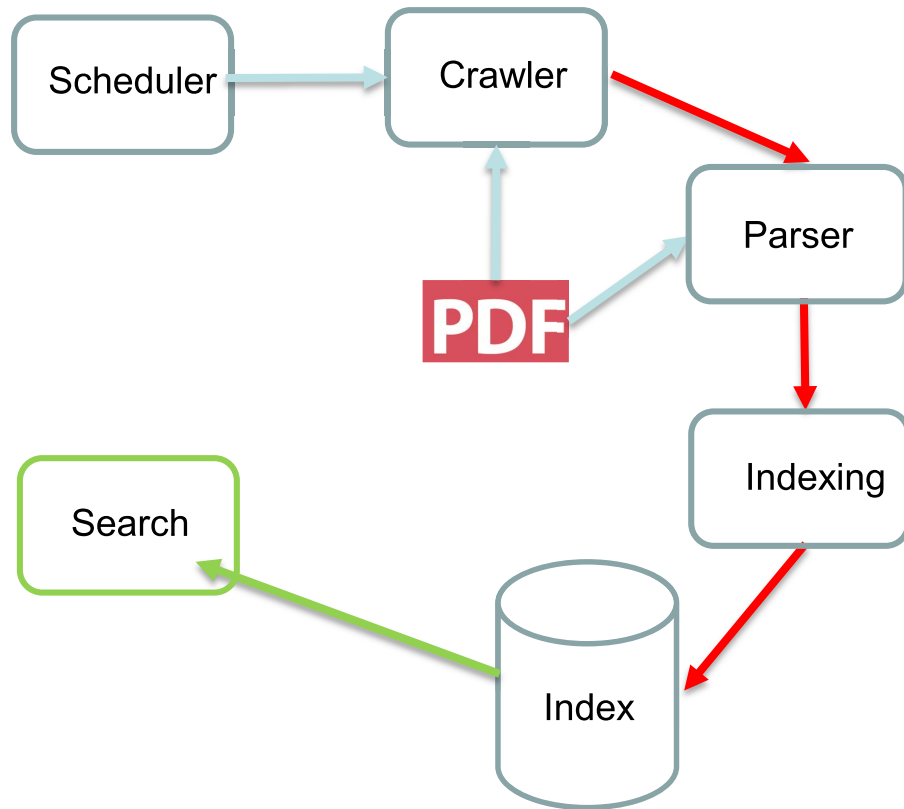 Scheduler
Crawler
Parser
PDF
Indexing
Search
Index